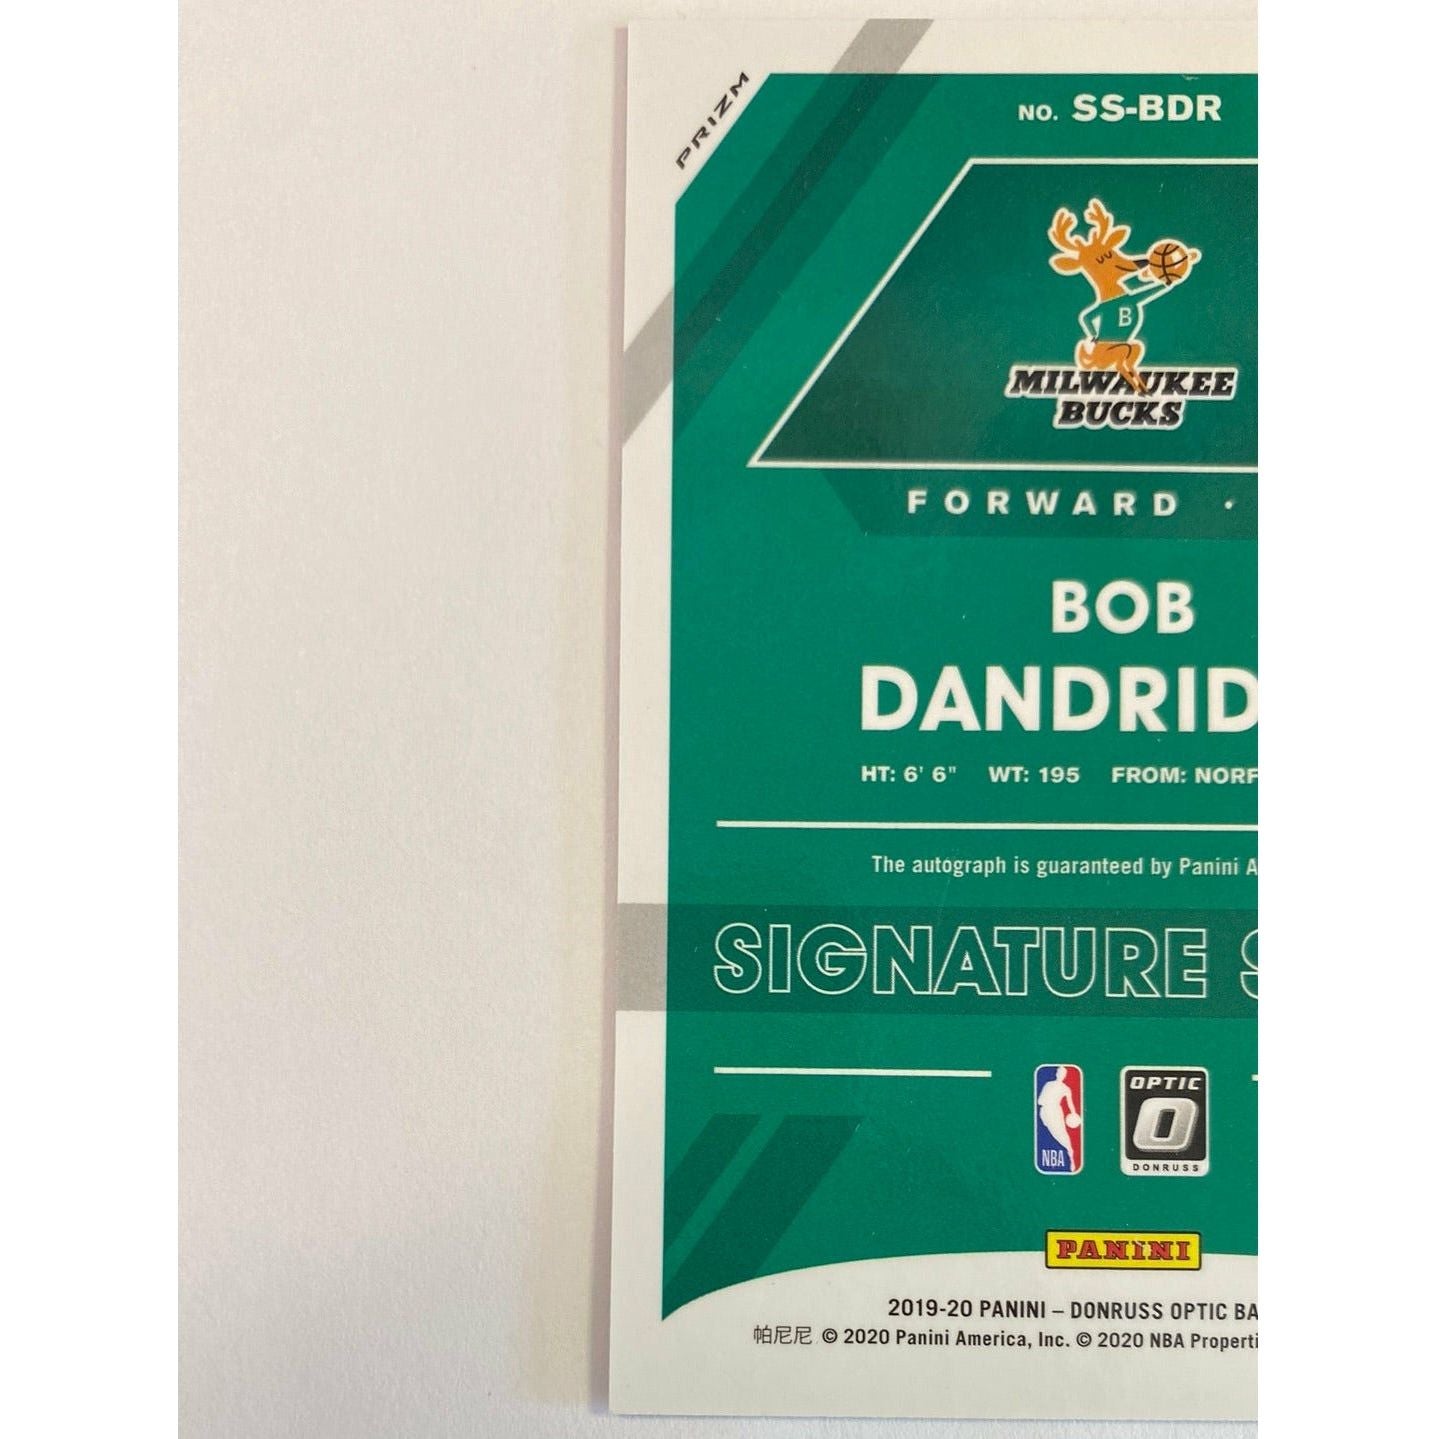 PRIZM
NO. SS-BDR
B
MILWAUKEE
BUCKS
FORWARD •
BOB
DANDRID
HT: 6' 6" WT: 195 FROM: NORF
The autograph is guaranteed by Panini A
SIGNATURE S
NBA
OPTIC
O
DONRUSS
PANINI
2019-20 PANINI – DONRUSS OPTIC BA
帕尼尼 © 2020 Panini America, Inc. © 2020 NBA Properti